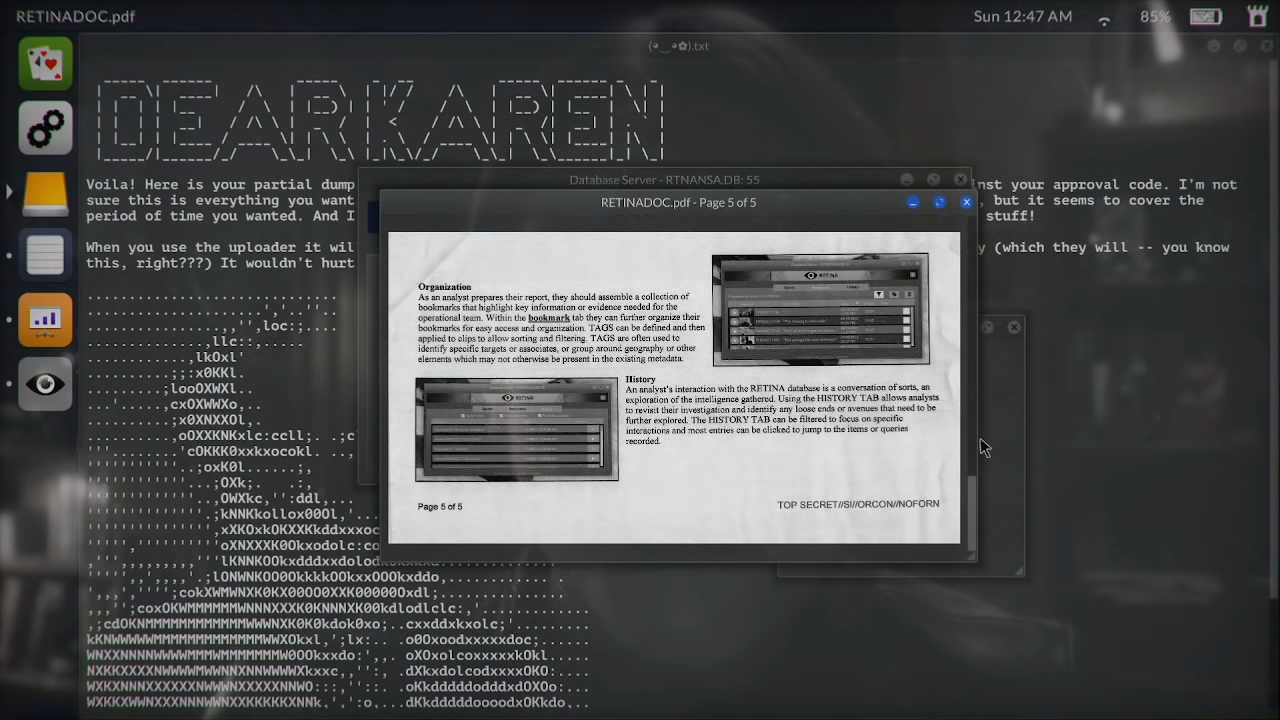 RETINADOC.pdf
Sun 12:47 AM
85%
(◕‿◕✿).txt
DEAR KAREN
Voila! Here is your partial dump
inst your approval code. I'm not
sure this is everything you want
, but it seems to cover the
period of time you wanted. And I
stuff!
When you use the uploader it wil
y (which they will -- you know
this, right???) It wouldn't hurt
Database Server - RTNANSA.DB: 55
RETINADOC.pdf - Page 5 of 5
Organization
As an analyst prepares their report, they should assemble a collection of
bookmarks that highlight key information or evidence needed for the
operational team. Within the bookmark tab they can further organize their
bookmarks for easy access and organization. TAGS can be defined and then
applied to clips to allow sorting and filtering. TAGS are often used to
identify specific targets or associates, or group around geography or other
elements which may not otherwise be present in the existing metadata.
RETINA
History
An analyst's interaction with the RETINA database is a conversation of sorts, an
exploration of the intelligence gathered. Using the HISTORY TAB allows analysts
to revisit their investigation and identify any loose ends or avenues that need to be
further explored. The HISTORY TAB can be filtered to focus on specific
interactions and most entries can be clicked to jump to the items or queries
recorded.
RETINA
Page 5 of 5
TOP SECRET//SI//ORCON//NOFORN